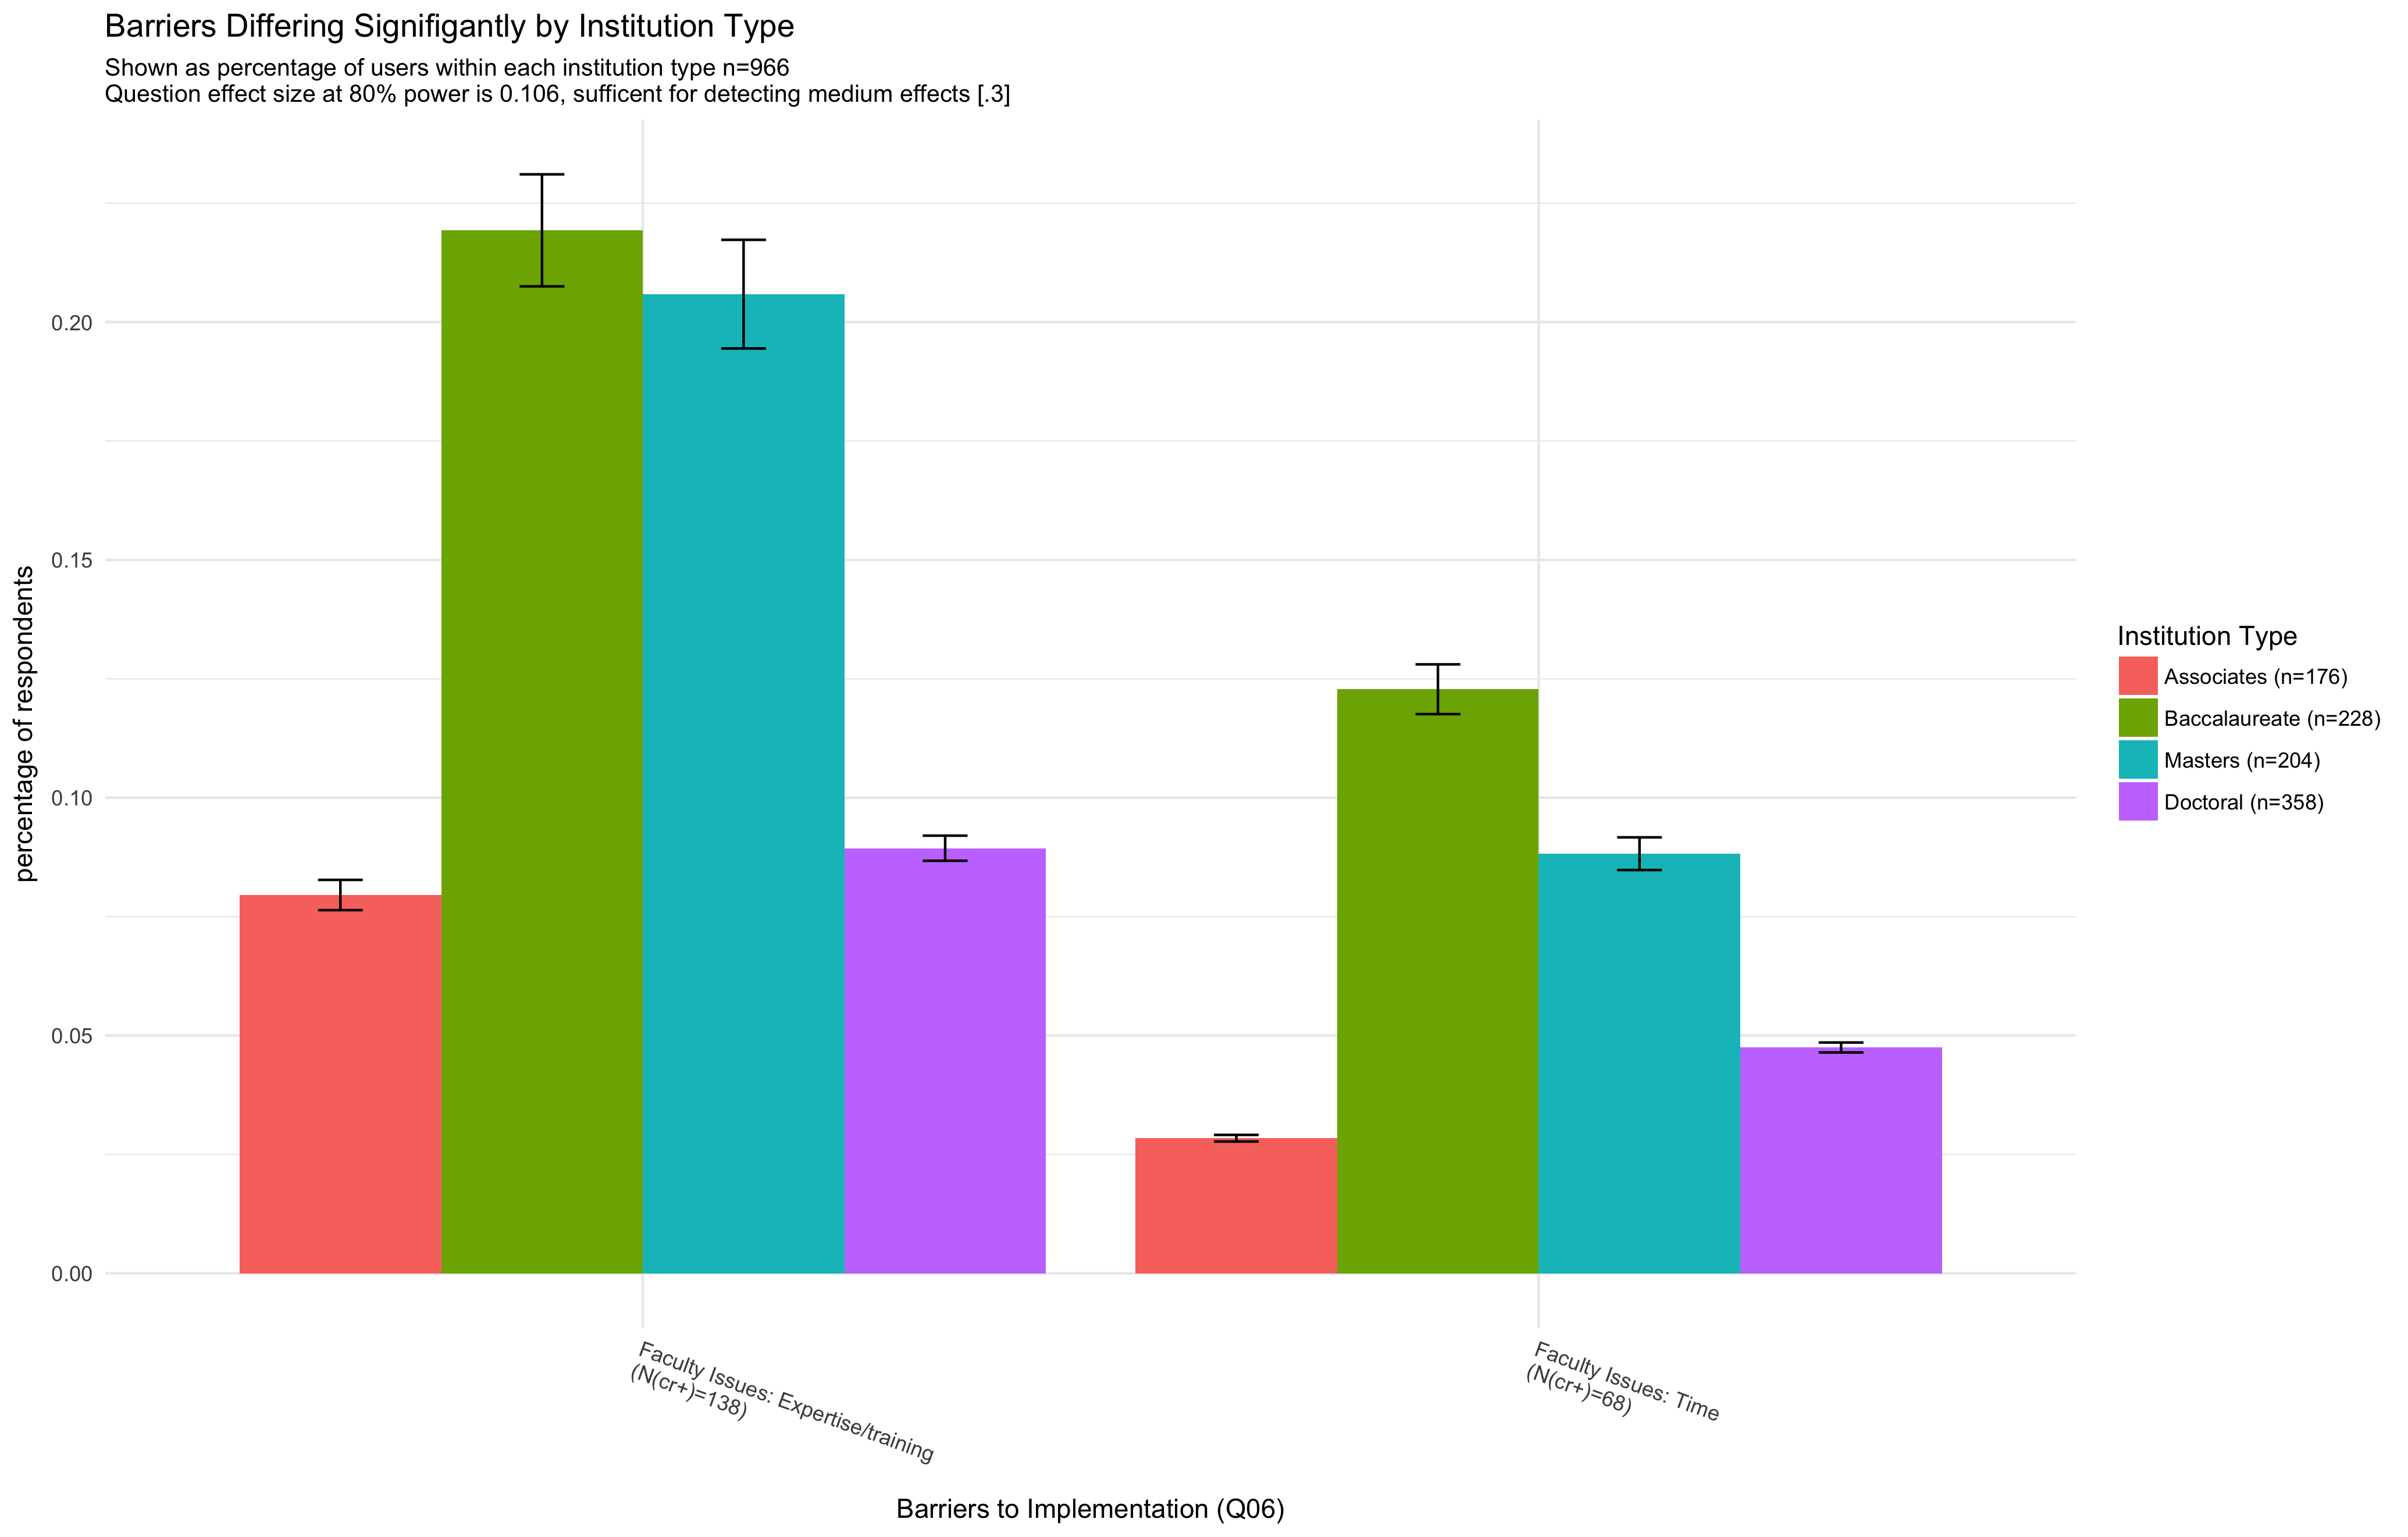 Barriers Differing Signifigantly by Institution Type
Shown as percentage of users within each institution type n=966
Question effect size at 80% power is 0.106, sufficent for detecting medium effects [.3]
percentage of respondents
0.20
0.15
0.10
0.05
0.00
Institution Type
Associates (n=176)
Baccalaureate (n=228)
Masters (n=204)
Doctoral (n=358)
Faculty Issues: Expertise/training
(N(cr+)=138)
Faculty Issues: Time
(N(cr+)=68)
Barriers to Implementation (Q06)